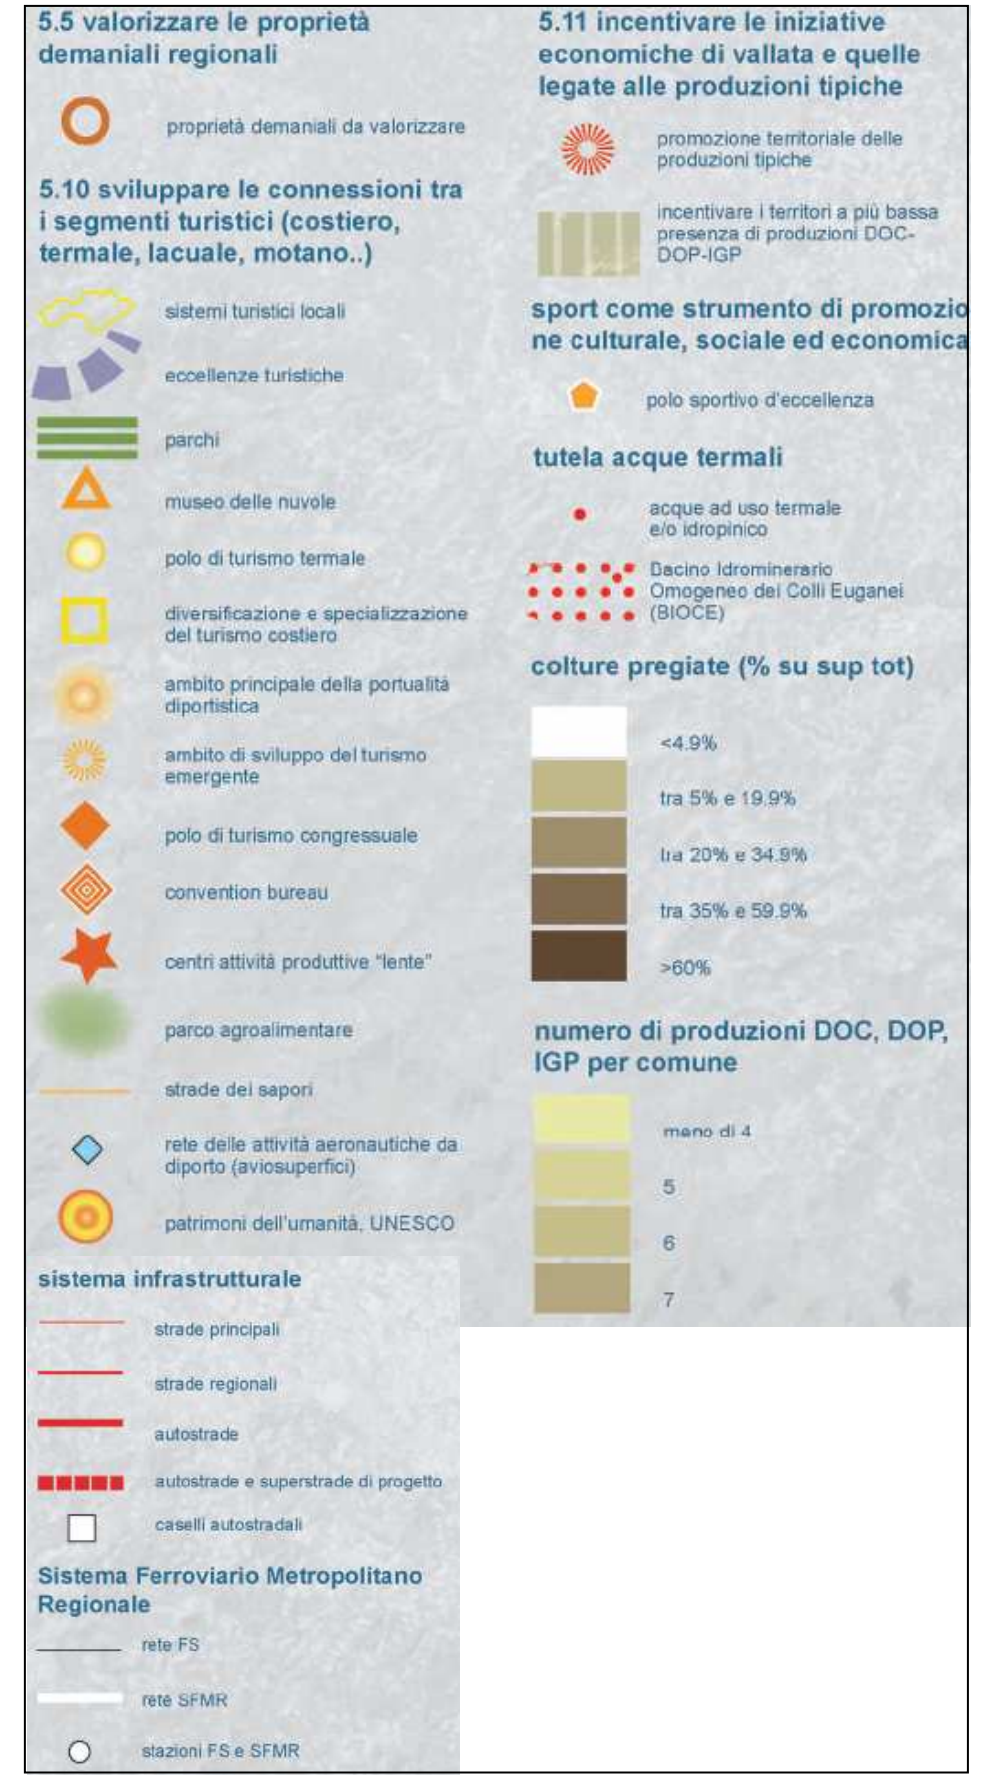 5.5 valorizzare le proprietà
demaniali regionali
proprietà demaniali da valorizzare
5.10 sviluppare le connessioni tra
i segmenti turistici (costiero,
termale, lacuale, motano..)
sistemi turistici locali
eccellenze turistiche
parchi
museo delle nuvole
polo di turismo termale
diversificazione e specializzazione
del turismo costiero
ambito principale della portualità
diportistica
ambito di sviluppo del turismo
emergente
polo di turismo congressuale
convention bureau
centri attività produttive "lente"
parco agroalimentare
strade dei sapori
rete delle attività aeronautiche da
diporto (aviosuperfici)
patrimoni dell'umanità, UNESCO
sistema infrastrutturale
strade principali
strade regionali
autostrade
autostrade e superstrade di progetto
caselli autostradali
Sistema Ferroviario Metropolitano
Regionale
rete FS
rete SFMR
stazioni FS e SFMR
5.11 incentivare le iniziative
economiche di vallata e quelle
legate alle produzioni tipiche
promozione territoriale delle
produzioni tipiche
incentivare i territori a più bassa
presenza di produzioni DOC-
DOP-IGP
sport come strumento di promozio
ne culturale, sociale ed economica
polo sportivo d'eccellenza
tutela acque termali
acque ad uso termale
e/o idropinico
Bacino Idrominerario
Omogeneo dei Colli Euganei
(BIOCE)
colture pregiate (% su sup tot)
<4.9%
tra 5% e 19.9%
tra 20% e 34.9%
tra 35% e 59.9%
>60%
numero di produzioni DOC, DOP,
IGP per comune
meno di 4
5
6
7